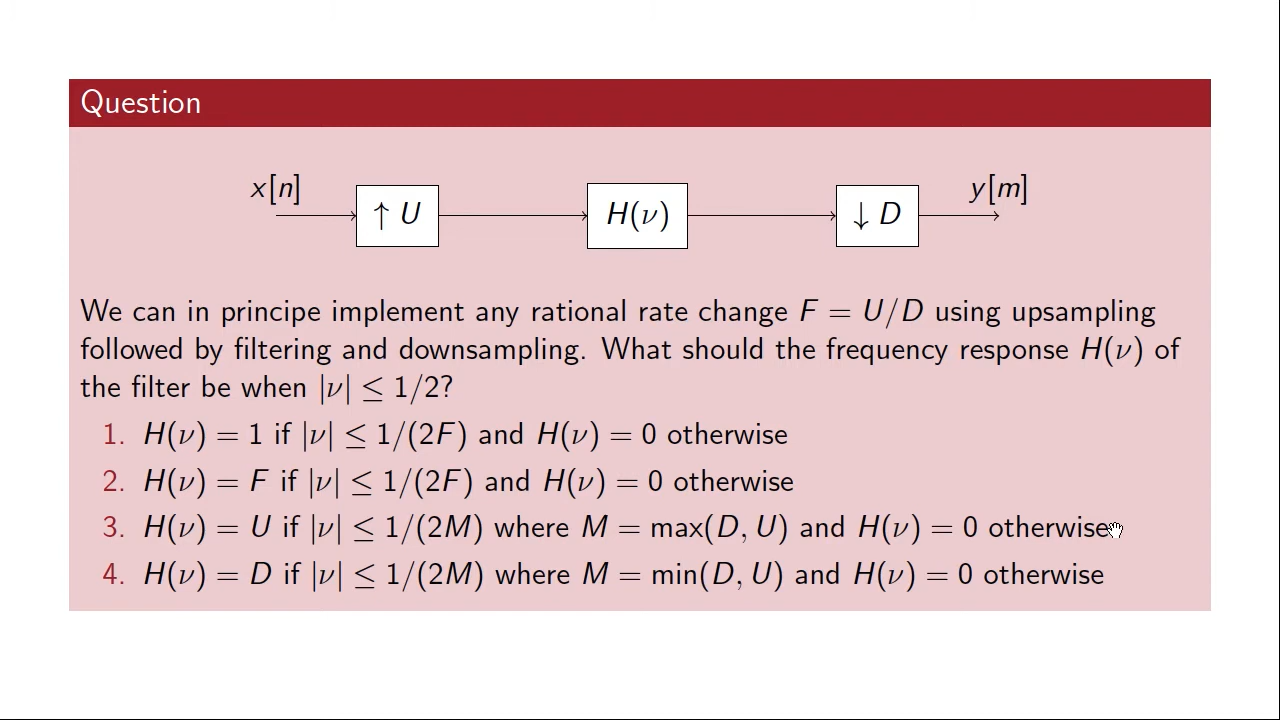 Question
x[n]
↑ U
H(ν)
↓ D
y[m]
We can in principe implement any rational rate change F = U/D using upsampling
followed by filtering and downsampling. What should the frequency response H(ν) of
the filter be when |ν| ≤ 1/2?
1. H(ν) = 1 if |ν| ≤ 1/(2F) and H(ν) = 0 otherwise
2. H(ν) = F if |ν| ≤ 1/(2F) and H(ν) = 0 otherwise
3. H(ν) = U if |ν| ≤ 1/(2M) where M = max(D, U) and H(ν) = 0 otherwise
4. H(ν) = D if |ν| ≤ 1/(2M) where M = min(D, U) and H(ν) = 0 otherwise